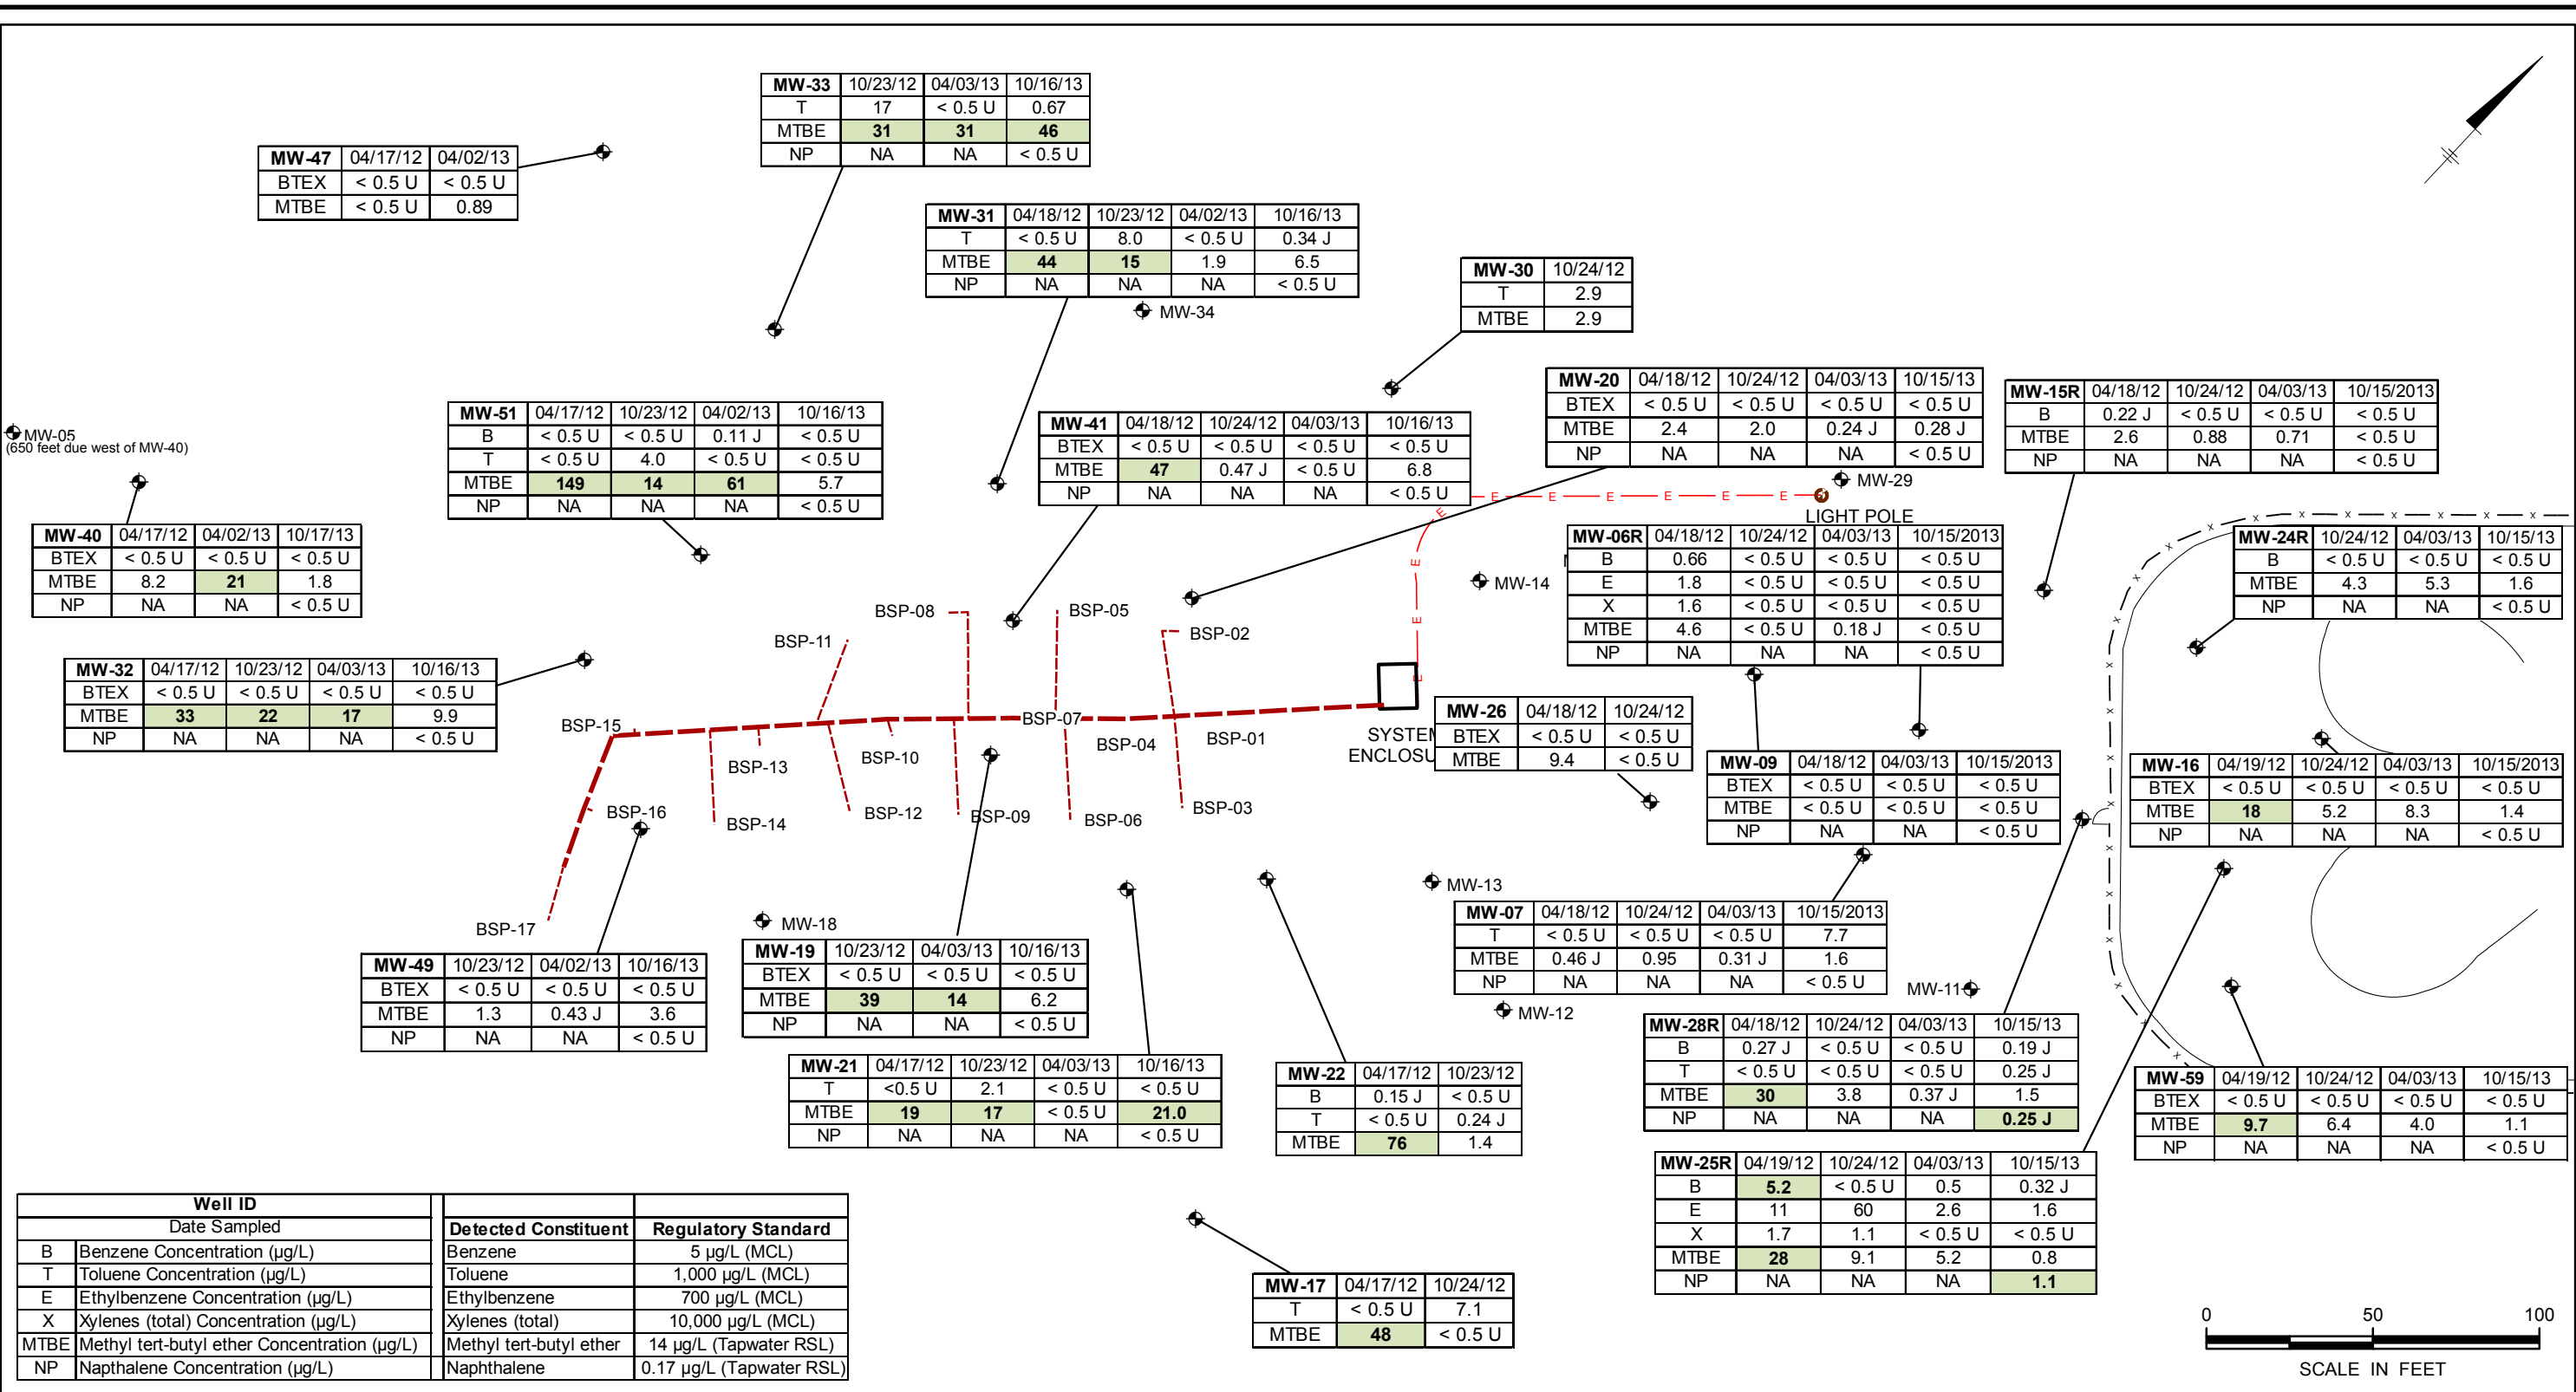 MW-33 10/23/12 04/03/13 10/16/13
T 17 < 0.5 U 0.67
MTBE 31 31 46
NP NA NA < 0.5 U
MW-47 04/17/12 04/02/13
BTEX < 0.5 U < 0.5 U
MTBE < 0.5 U 0.89
MW-31 04/18/12 10/23/12 04/02/13 10/16/13
T < 0.5 U 8.0 < 0.5 U 0.34 J
MTBE 44 15 1.9 6.5
NP NA NA NA < 0.5 U
MW-34
MW-30 10/24/12
T 2.9
MTBE 2.9
MW-20 04/18/12 10/24/12 04/03/13 10/15/13
BTEX < 0.5 U < 0.5 U < 0.5 U < 0.5 U
MTBE 2.4 2.0 0.24 J 0.28 J
NP NA NA NA < 0.5 U
MW-15R 04/18/12 10/24/12 04/03/13 10/15/2013
B 0.22 J < 0.5 U < 0.5 U < 0.5 U
MTBE 2.6 0.88 0.71 < 0.5 U
NP NA NA NA < 0.5 U
MW-05
(650 feet due west of MW-40)
MW-51 04/17/12 10/23/12 04/02/13 10/16/13
B < 0.5 U < 0.5 U 0.11 J < 0.5 U
T < 0.5 U 4.0 < 0.5 U < 0.5 U
MTBE 149 14 61 5.7
NP NA NA NA < 0.5 U
MW-41 04/18/12 10/24/12 04/03/13 10/16/13
BTEX < 0.5 U < 0.5 U < 0.5 U < 0.5 U
MTBE 47 0.47 J < 0.5 U 6.8
NP NA NA NA < 0.5 U
E E E E E E
E
E
E
E
MW-29
LIGHT POLE
MW-40 04/17/12 04/02/13 10/17/13
BTEX < 0.5 U < 0.5 U < 0.5 U
MTBE 8.2 21 1.8
NP NA NA < 0.5 U
MW-14
MW-06R 04/18/12 10/24/12 04/03/13 10/15/2013
B 0.66 < 0.5 U < 0.5 U < 0.5 U
E 1.8 < 0.5 U < 0.5 U < 0.5 U
X 1.6 < 0.5 U < 0.5 U < 0.5 U
MTBE 4.6 < 0.5 U 0.18 J < 0.5 U
NP NA NA NA < 0.5 U
MW-24R 10/24/12 04/03/13 10/15/13
B < 0.5 U < 0.5 U < 0.5 U
MTBE 4.3 5.3 1.6
NP NA NA < 0.5 U
BSP-08
BSP-05
BSP-11
BSP-02
MW-32 04/17/12 10/23/12 04/03/13 10/16/13
BTEX < 0.5 U < 0.5 U < 0.5 U < 0.5 U
MTBE 33 22 17 9.9
NP NA NA NA < 0.5 U
BSP-15
BSP-07
BSP-13
BSP-10
BSP-04
BSP-01
SYSTEM
ENCLOSU
MW-26 04/18/12 10/24/12
BTEX < 0.5 U < 0.5 U
MTBE 9.4 < 0.5 U
MW-09 04/18/12 04/03/13 10/15/2013
BTEX < 0.5 U < 0.5 U < 0.5 U
MTBE < 0.5 U < 0.5 U < 0.5 U
NP NA NA < 0.5 U
MW-16 04/19/12 10/24/12 04/03/13 10/15/2013
BTEX < 0.5 U < 0.5 U < 0.5 U < 0.5 U
MTBE 18 5.2 8.3 1.4
NP NA NA NA < 0.5 U
BSP-16
BSP-14
BSP-12
BSP-09
BSP-06
BSP-03
BSP-17
MW-18
MW-13
MW-07 04/18/12 10/24/12 04/03/13 10/15/2013
T < 0.5 U < 0.5 U < 0.5 U 7.7
MTBE 0.46 J 0.95 0.31 J 1.6
NP NA NA NA < 0.5 U
MW-11
MW-12
MW-49 10/23/12 04/02/13 10/16/13
BTEX < 0.5 U < 0.5 U < 0.5 U
MTBE 1.3 0.43 J 3.6
NP NA NA < 0.5 U
MW-19 10/23/12 04/03/13 10/16/13
BTEX < 0.5 U < 0.5 U < 0.5 U
MTBE 39 14 6.2
NP NA NA < 0.5 U
MW-21 04/17/12 10/23/12 04/03/13 10/16/13
T <0.5 U 2.1 < 0.5 U < 0.5 U
MTBE 19 17 < 0.5 U 21.0
NP NA NA NA < 0.5 U
MW-22 04/17/12 10/23/12
B 0.15 J < 0.5 U
T < 0.5 U 0.24 J
MTBE 76 1.4
MW-28R 04/18/12 10/24/12 04/03/13 10/15/13
B 0.27 J < 0.5 U < 0.5 U 0.19 J
T < 0.5 U < 0.5 U < 0.5 U 0.25 J
MTBE 30 3.8 0.37 J 1.5
NP NA NA NA 0.25 J
MW-59 04/19/12 10/24/12 04/03/13 10/15/13
BTEX < 0.5 U < 0.5 U < 0.5 U < 0.5 U
MTBE 9.7 6.4 4.0 1.1
NP NA NA NA < 0.5 U
MW-25R 04/19/12 10/24/12 04/03/13 10/15/13
B 5.2 < 0.5 U 0.5 0.32 J
E 11 60 2.6 1.6
X 1.7 1.1 < 0.5 U < 0.5 U
MTBE 28 9.1 5.2 0.8
NP NA NA NA 1.1
MW-17 04/17/12 10/24/12
T < 0.5 U 7.1
MTBE 48 < 0.5 U
Well ID
Date Sampled Detected Constituent Regulatory Standard
B Benzene Concentration (µg/L) Benzene 5 µg/L (MCL)
T Toluene Concentration (µg/L) Toluene 1,000 µg/L (MCL)
E Ethylbenzene Concentration (µg/L) Ethylbenzene 700 µg/L (MCL)
X Xylenes (total) Concentration (µg/L) Xylenes (total) 10,000 µg/L (MCL)
MTBE Methyl tert-butyl ether Concentration (µg/L) Methyl tert-butyl ether 14 µg/L (Tapwater RSL)
NP Napthalene Concentration (µg/L) Naphthalene 0.17 µg/L (Tapwater RSL)
0 50 100
SCALE IN FEET